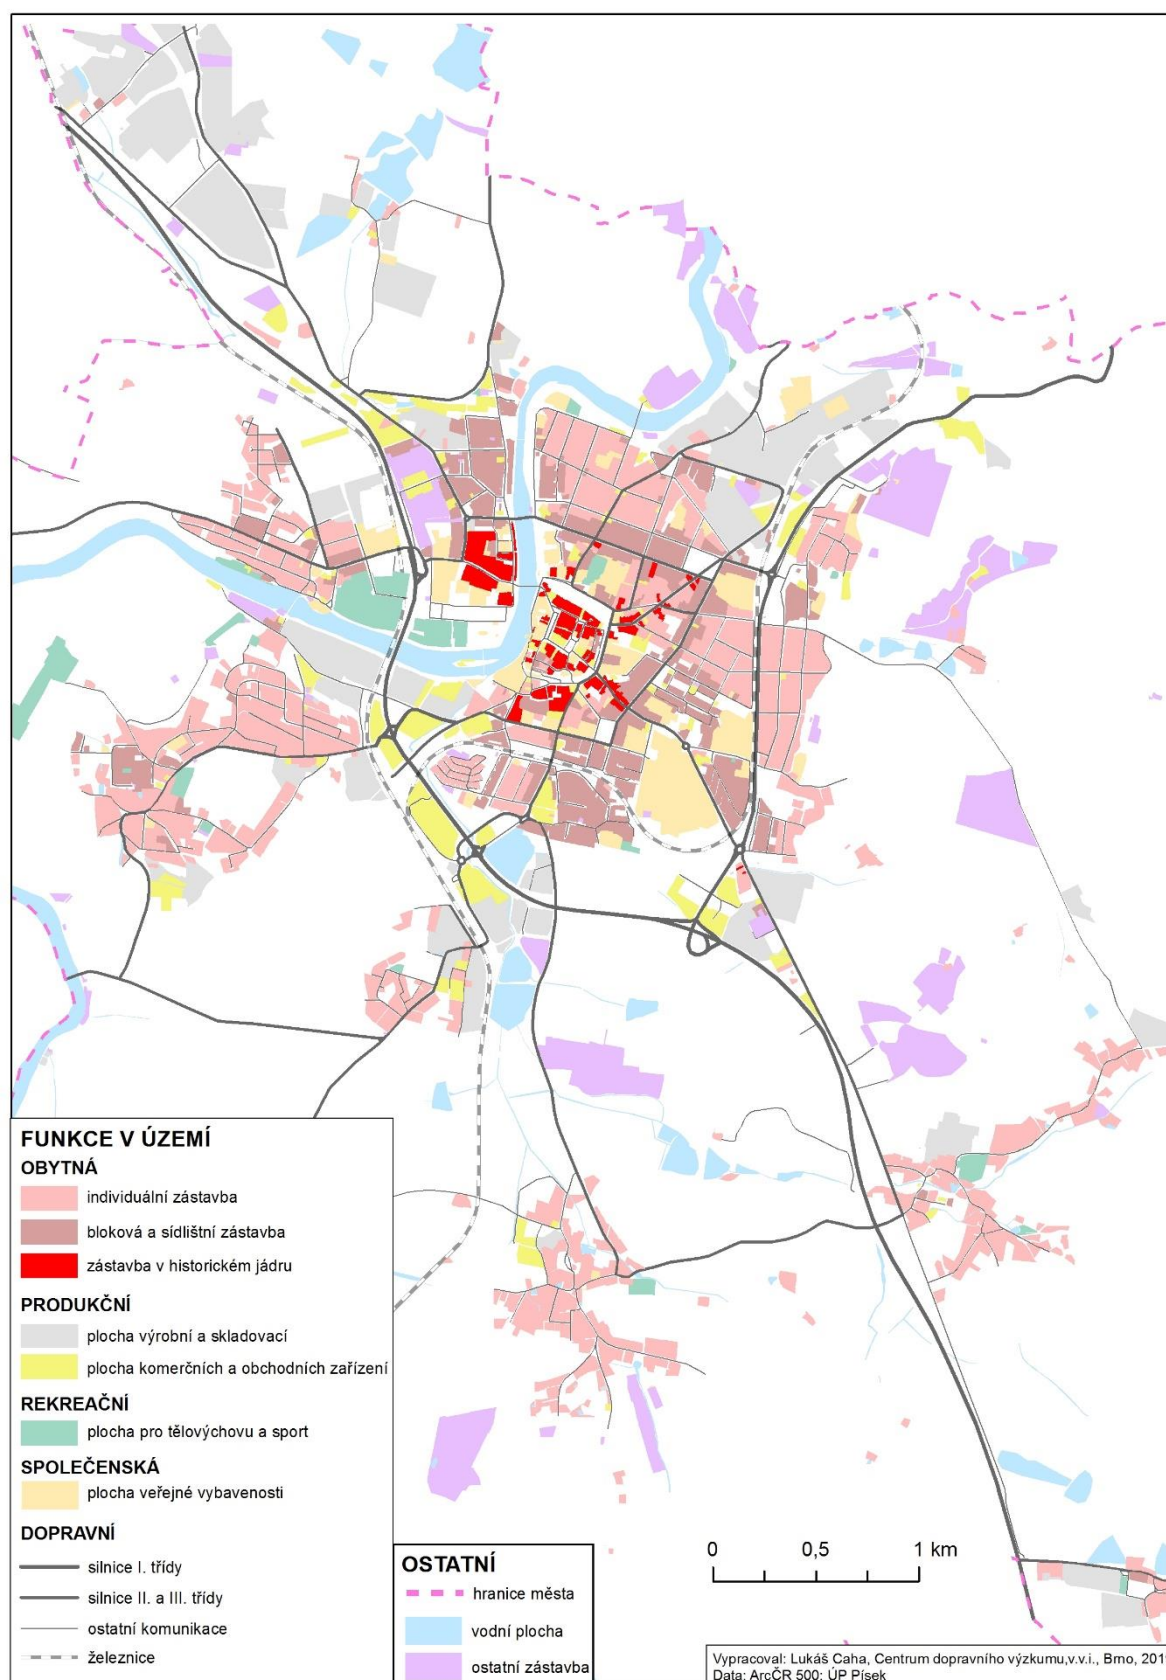 FUNKCE V ÚZEMÍ
OBYTNÁ
individuální zástavba
bloková a sídlištní zástavba
zástavba v historickém jádru
PRODUKČNÍ
plocha výrobní a skladovací
plocha komerčních a obchodních zařízení
REKREAČNÍ
plocha pro tělovýchovu a sport
SPOLEČENSKÁ
plocha veřejné vybavenosti
DOPRAVNÍ
silnice I. třídy
silnice II. a III. třídy
ostatní komunikace
železnice
OSTATNÍ
hranice města
vodní plocha
ostatní zástavba
0 0,5 1 km
Vypracoval: Lukáš Caha, Centrum dopravního výzkumu,v.v.i., Brno, 201
Data: ArcČR 500; ÚP Písek